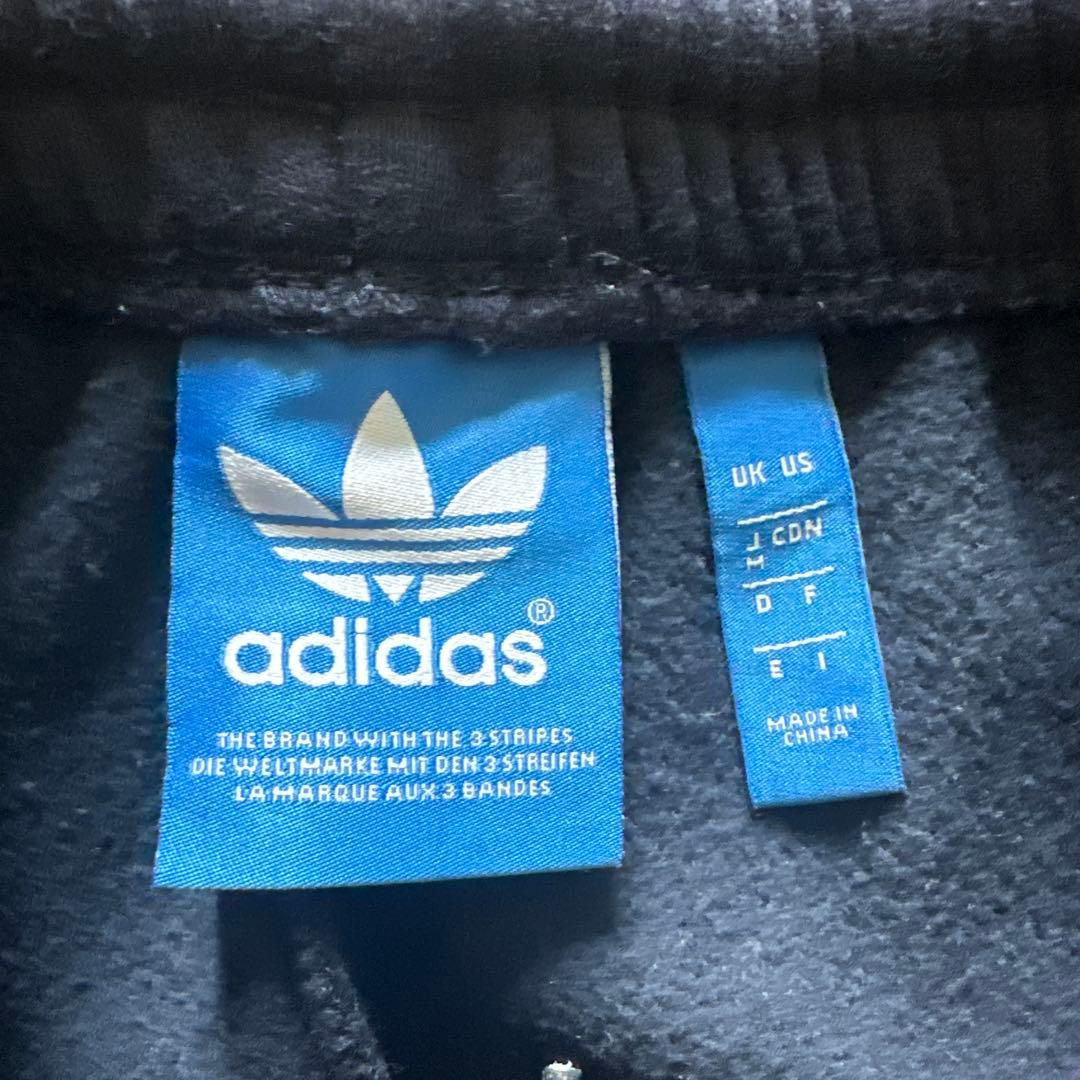 adidas®
THE BRAND WITH THE 3 STRIPES
DIE WELTMARKE MIT DEN 3 STREIFEN
LA MARQUE AUX 3 BANDES
UK US
J CDN
M
D F
E I
MADE IN
CHINA